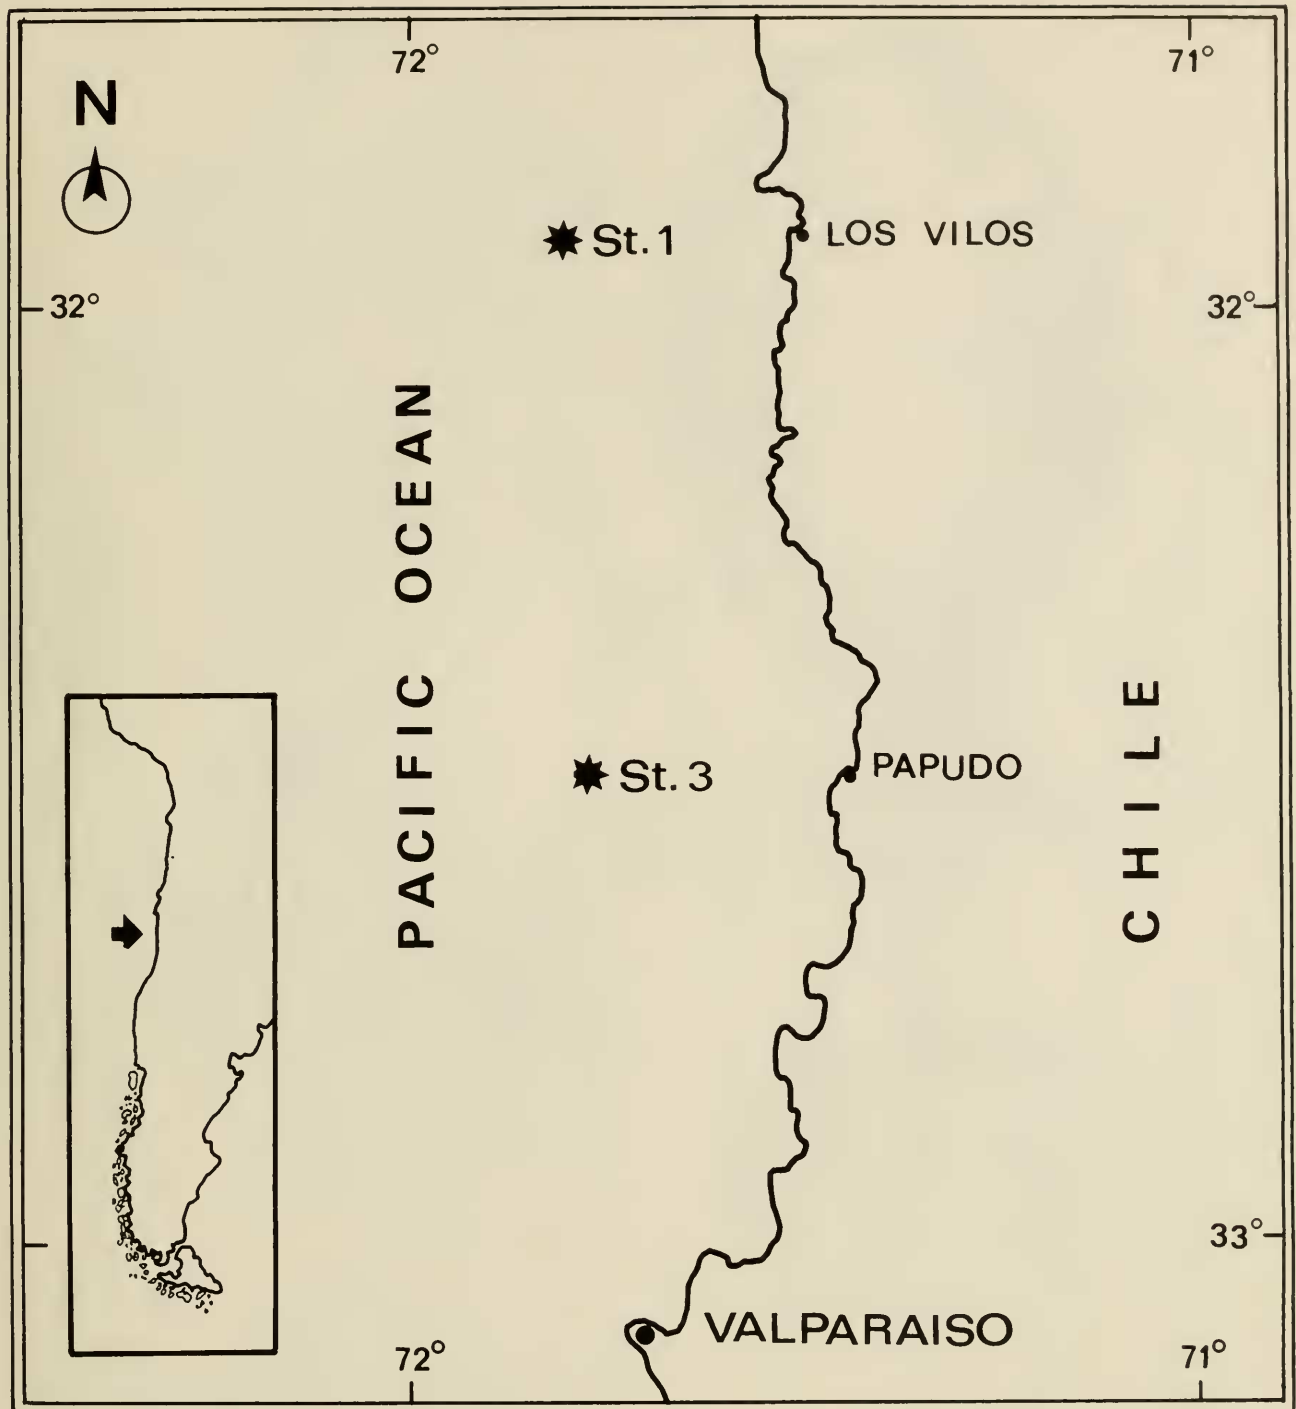 72°
71°
N
St. 1
LOS VILOS
32°
32°
PACIFIC OCEAN
CHILE
St. 3
PAPUDO
33°
VALPARAISO
72°
71°